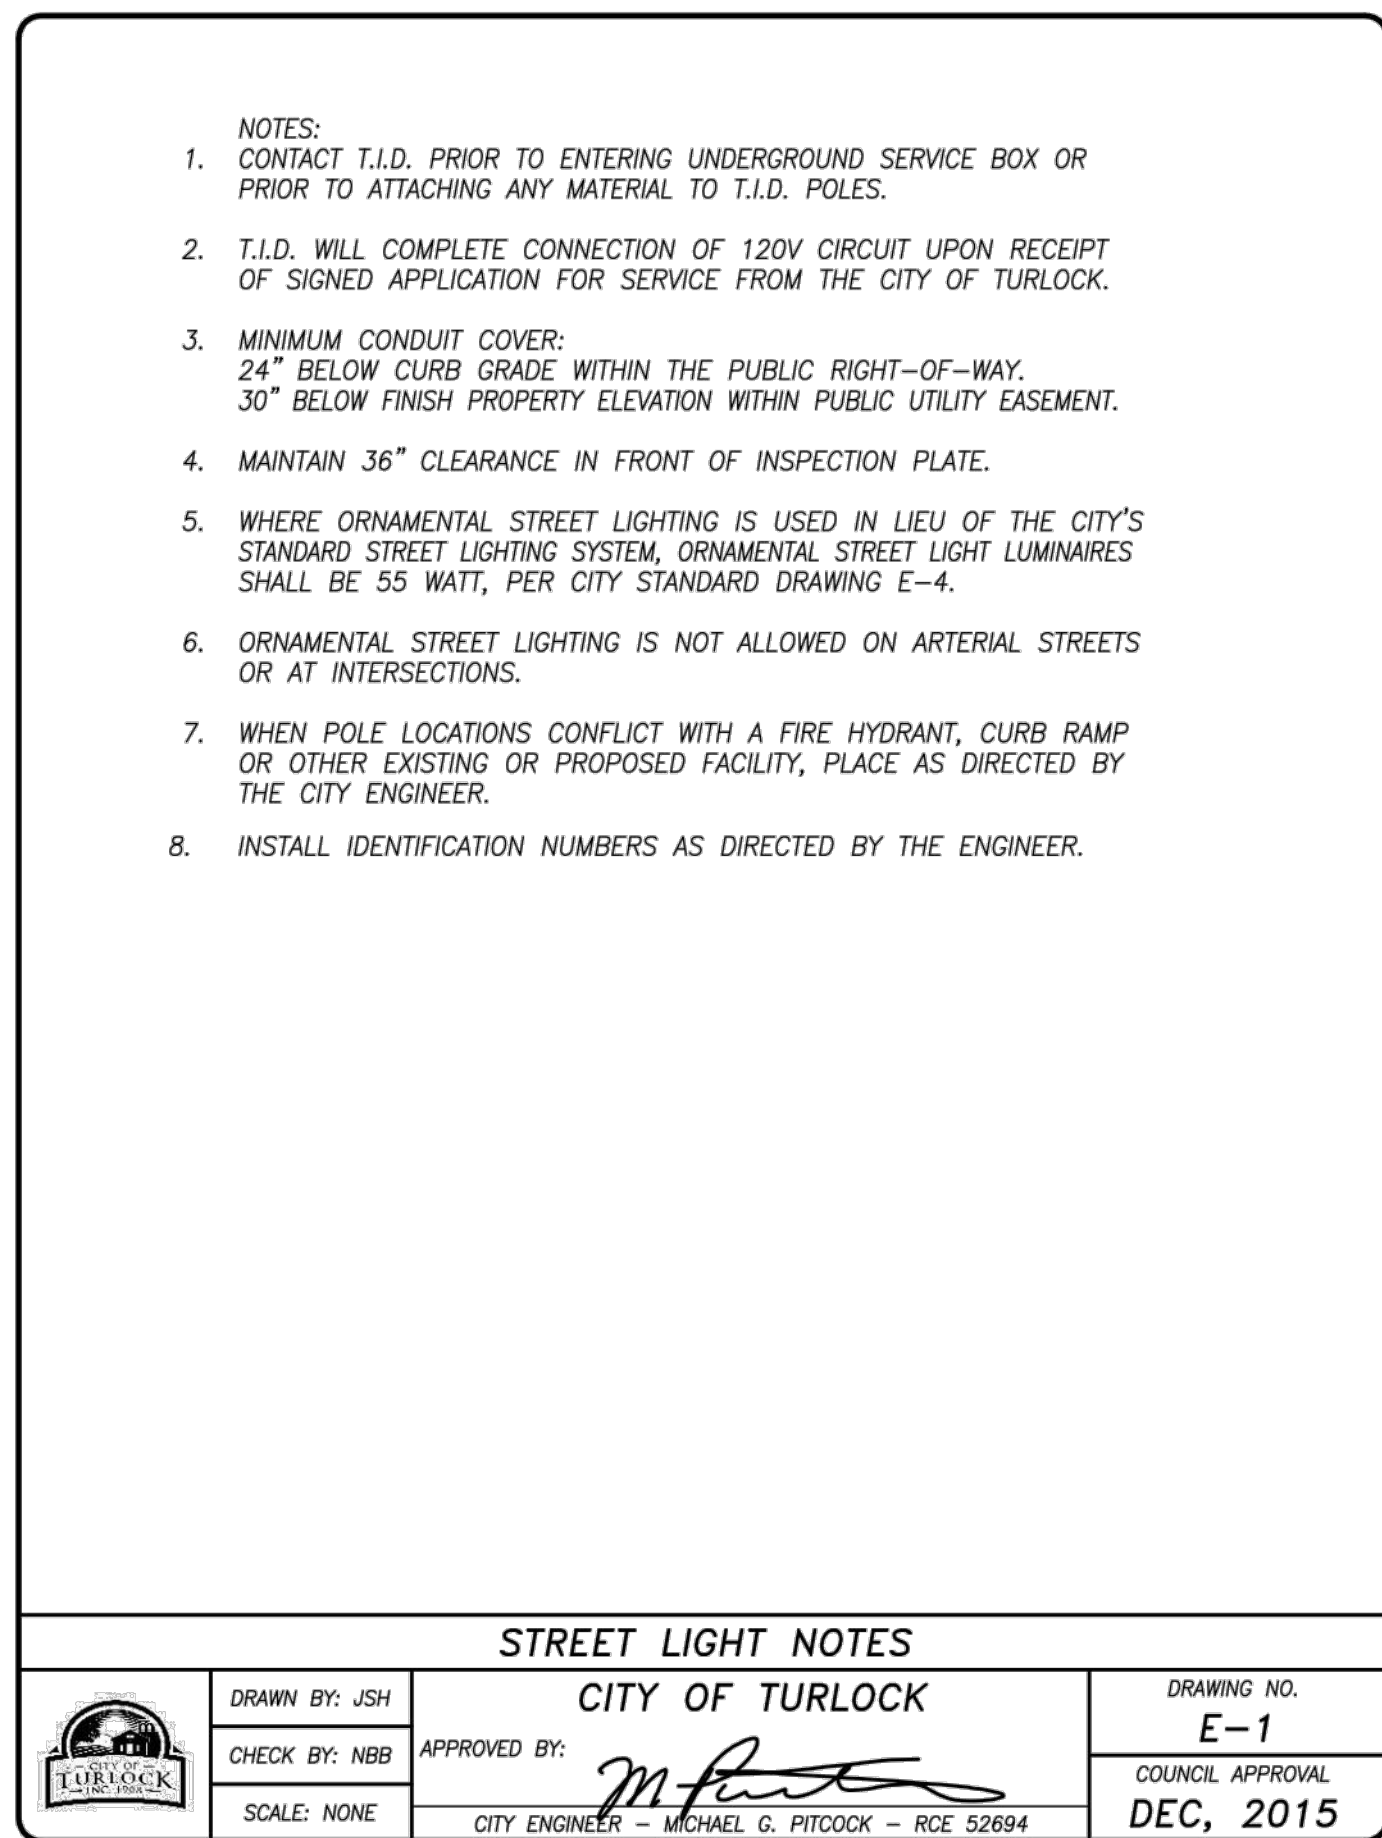 NOTES:
1. CONTACT T.I.D. PRIOR TO ENTERING UNDERGROUND SERVICE BOX OR
PRIOR TO ATTACHING ANY MATERIAL TO T.I.D. POLES.
2. T.I.D. WILL COMPLETE CONNECTION OF 120V CIRCUIT UPON RECEIPT
OF SIGNED APPLICATION FOR SERVICE FROM THE CITY OF TURLOCK.
3. MINIMUM CONDUIT COVER:
24" BELOW CURB GRADE WITHIN THE PUBLIC RIGHT-OF-WAY.
30" BELOW FINISH PROPERTY ELEVATION WITHIN PUBLIC UTILITY EASEMENT.
4. MAINTAIN 36" CLEARANCE IN FRONT OF INSPECTION PLATE.
5. WHERE ORNAMENTAL STREET LIGHTING IS USED IN LIEU OF THE CITY'S
STANDARD STREET LIGHTING SYSTEM, ORNAMENTAL STREET LIGHT LUMINAIRES
SHALL BE 55 WATT, PER CITY STANDARD DRAWING E-4.
6. ORNAMENTAL STREET LIGHTING IS NOT ALLOWED ON ARTERIAL STREETS
OR AT INTERSECTIONS.
7. WHEN POLE LOCATIONS CONFLICT WITH A FIRE HYDRANT, CURB RAMP
OR OTHER EXISTING OR PROPOSED FACILITY, PLACE AS DIRECTED BY
THE CITY ENGINEER.
8. INSTALL IDENTIFICATION NUMBERS AS DIRECTED BY THE ENGINEER.
STREET LIGHT NOTES
CITY OF
TURLOCK
INC. 1908
DRAWN BY: JSH
CHECK BY: NBB
SCALE: NONE
CITY OF TURLOCK
APPROVED BY:
CITY ENGINEER - MICHAEL G. PITCOCK - RCE 52694
DRAWING NO.
E-1
COUNCIL APPROVAL
DEC, 2015